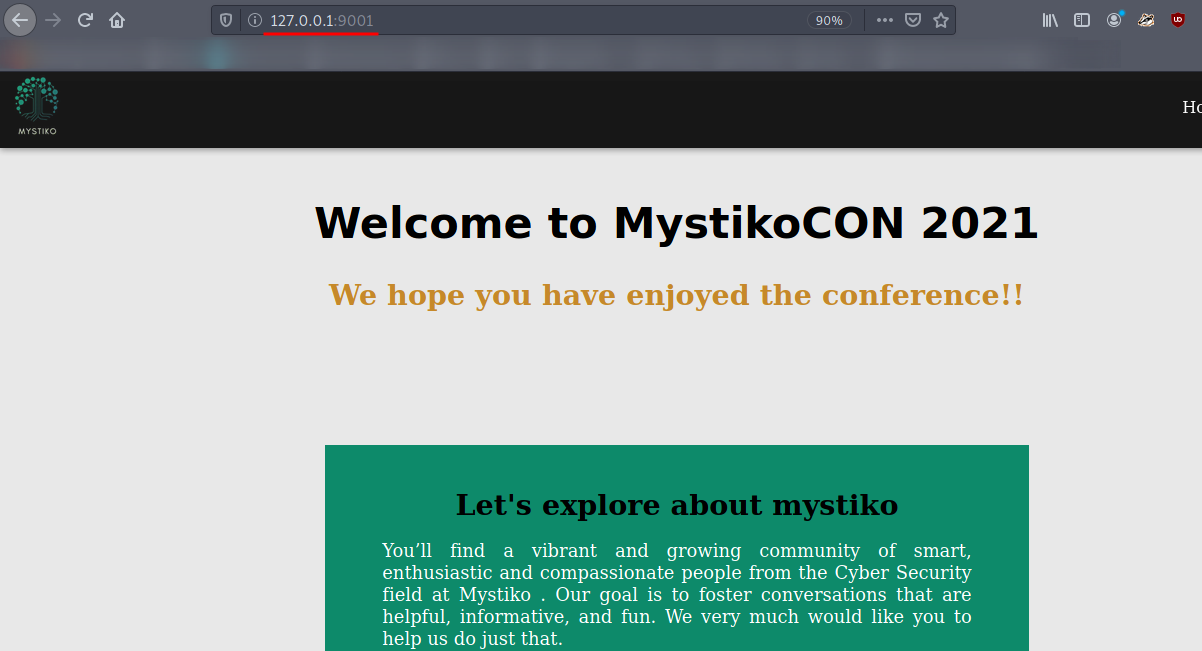 127.0.0.1:9001
90%
MYSTIKO
Welcome to MystikoCON 2021
We hope you have enjoyed the conference!!
Let's explore about mystiko
You’ll find a vibrant and growing community of smart,
enthusiastic and compassionate people from the Cyber Security
field at Mystiko . Our goal is to foster conversations that are
helpful, informative, and fun. We very much would like you to
help us do just that.